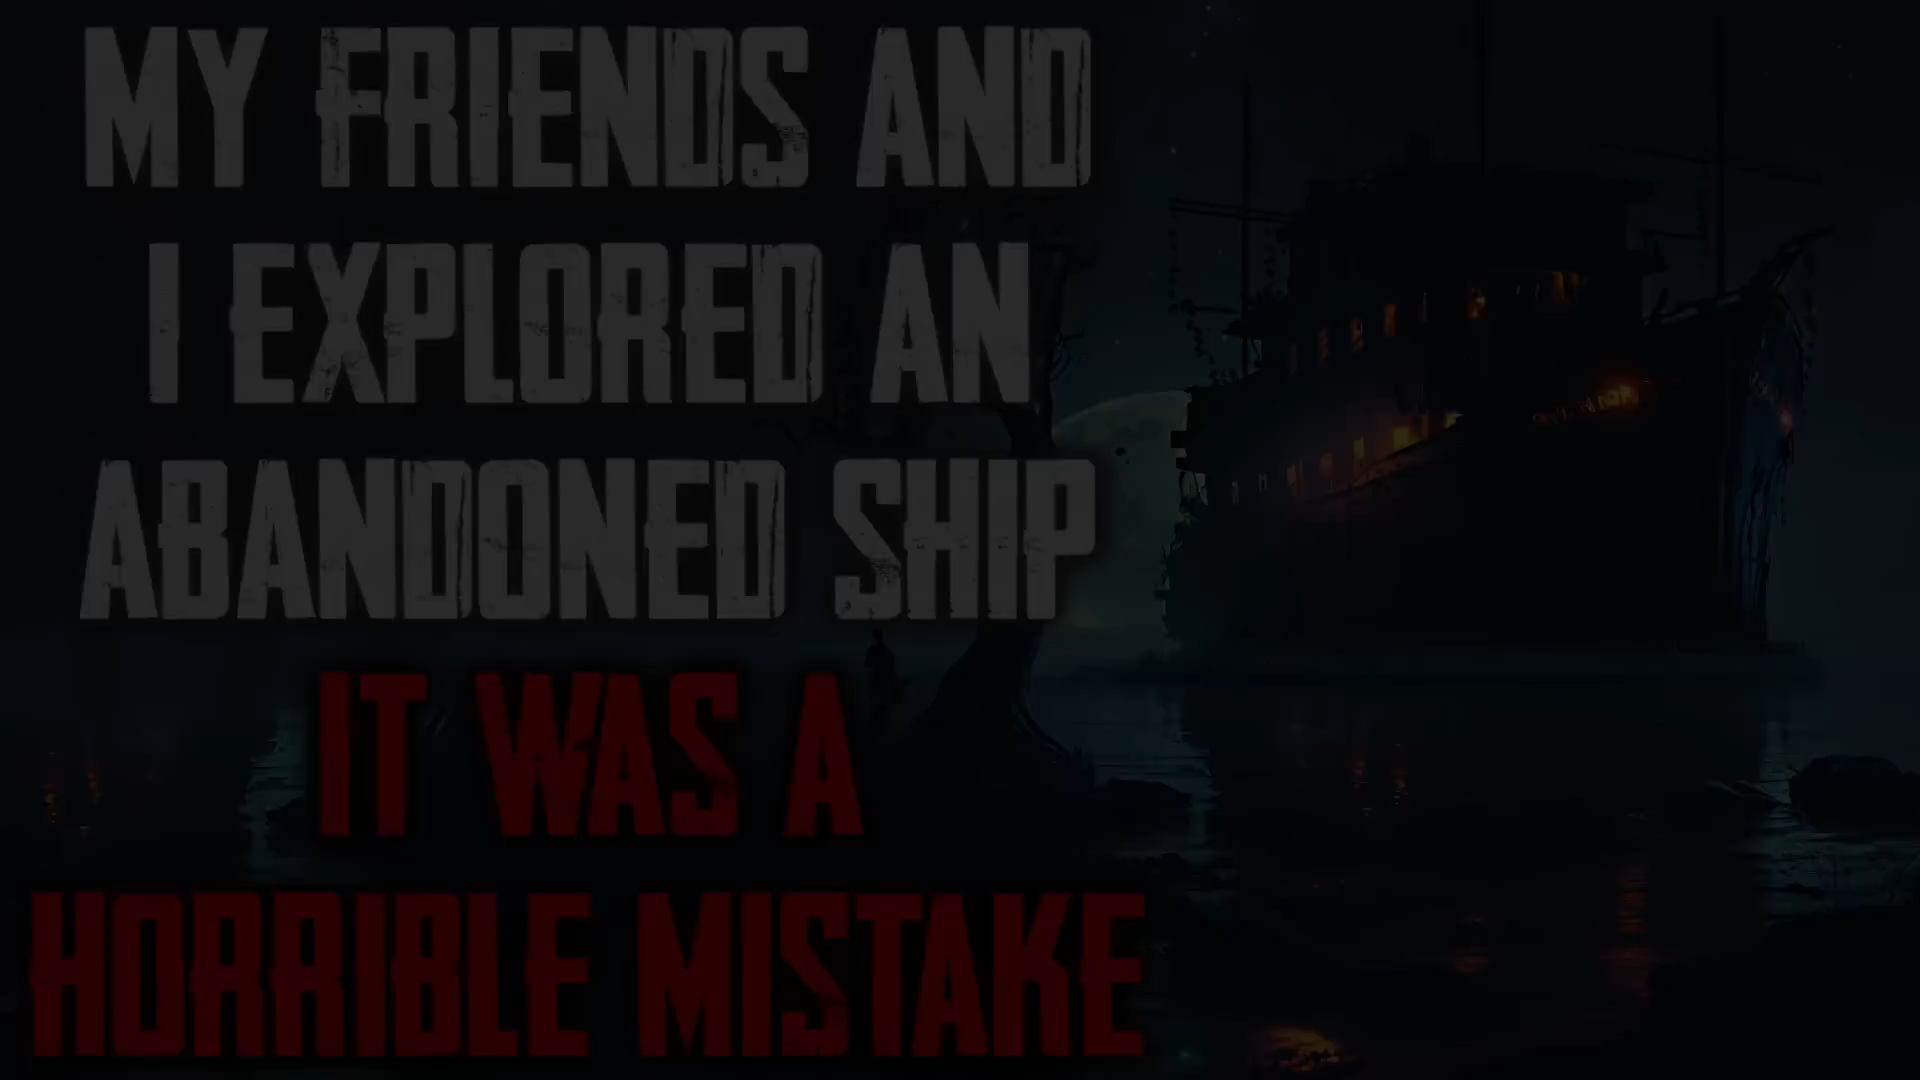 MY FRIENDS AND
I EXPLORED AN
ABANDONED SHIP
IT WAS A
HORRIBLE MISTAKE